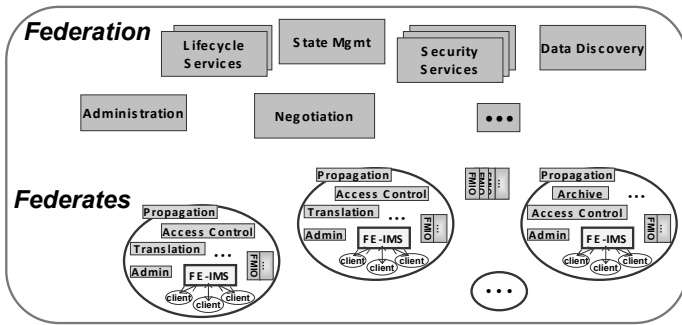 Federation
Lifecycle
Services
State Mgmt
Security
Services
Data Discovery
Administration
Negotiation
...
Federates
Propagation
Access Control
Translation
...
Admin
FMIO
...
FE-IMS
client
client
client
Propagation
Access Control
Translation
...
Admin
FMIO
...
FE-IMS
client
client
client
FMIO
FMIO
FMIO
...
Propagation
Archive
...
Access Control
Admin
FMIO
...
FE-IMS
client
client
client
...